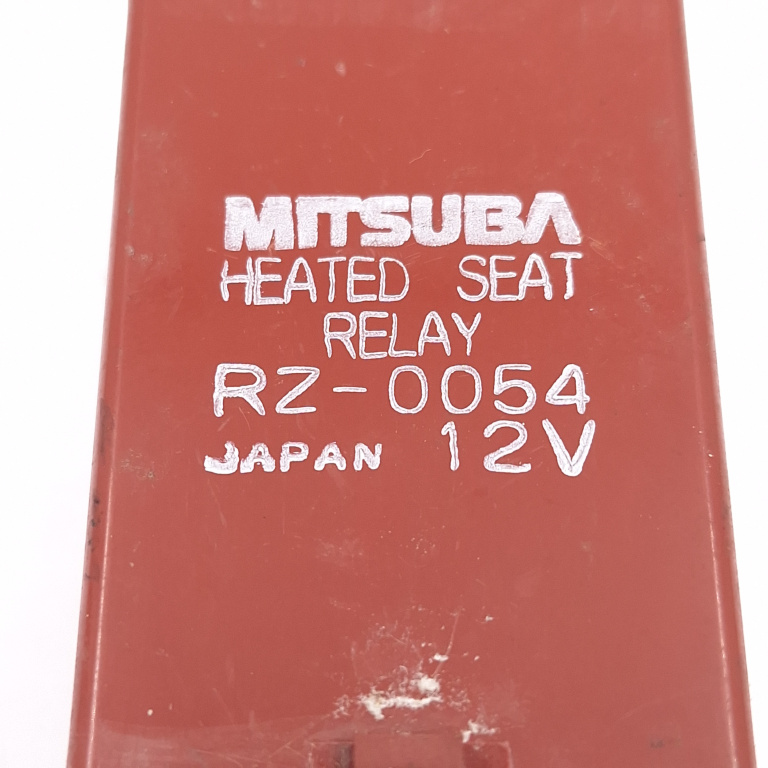 MITSUBA
HEATED SEAT
RELAY
RZ-0054
JAPAN 12V